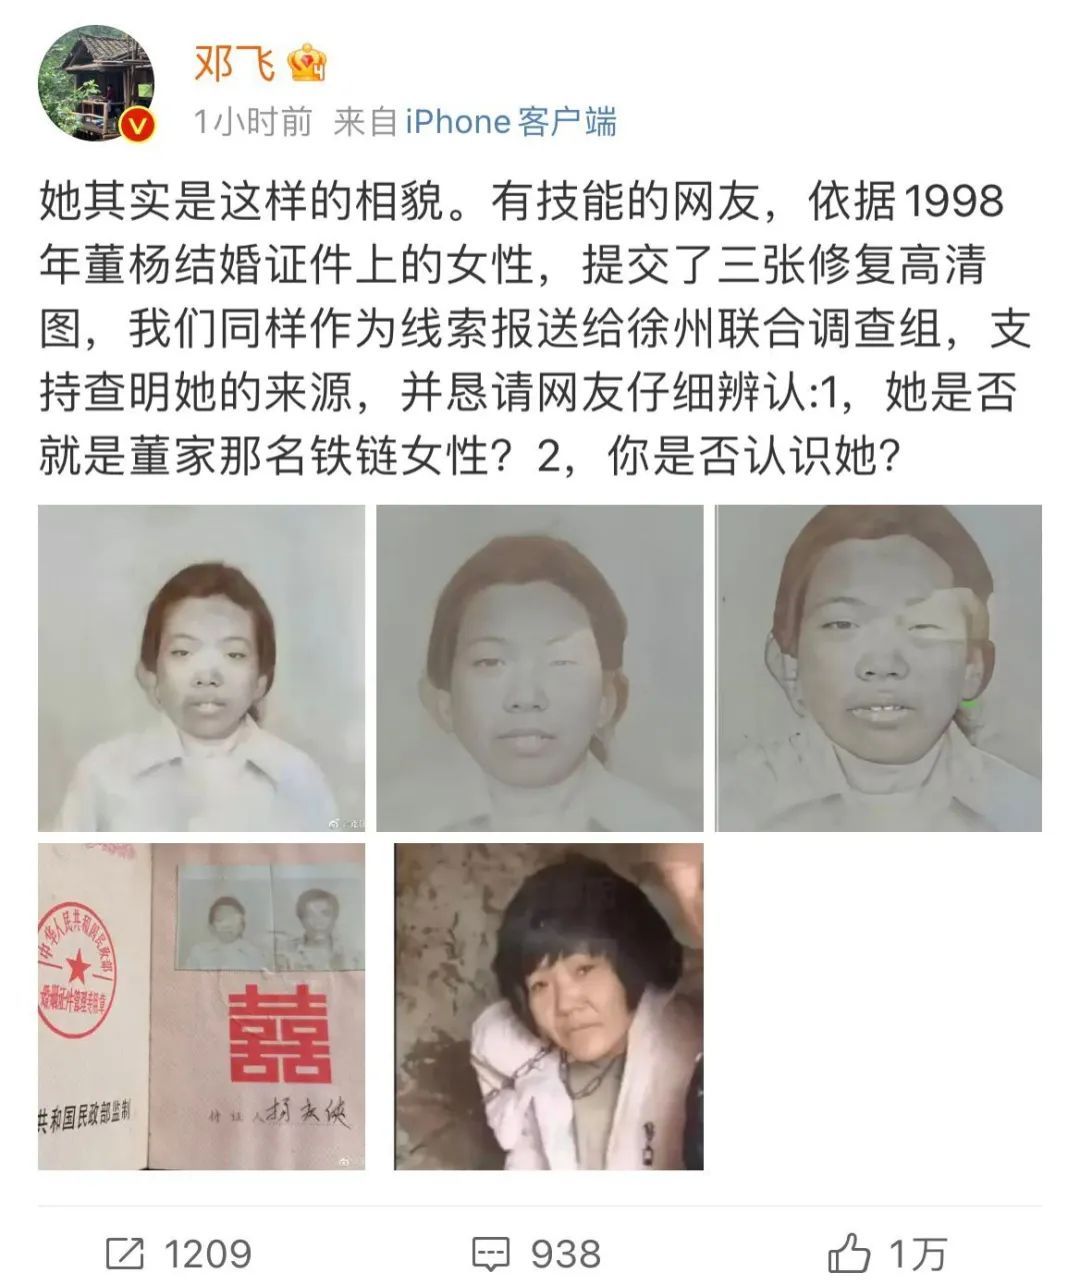 邓飞
1小时前 来自 iPhone客户端
她其实是这样的相貌。有技能的网友，依据1998
年董杨结婚证件上的女性，提交了三张修复高清
图，我们同样作为线索报送给徐州联合调查组，支
持查明她的来源，并恳请网友仔细辨认:1，她是否
就是董家那名铁链女性？2，你是否认识她？
中华人民共和国民政部
婚姻证件管理专用章
共和国民政部监制
囍
持证人
1209
938
1万